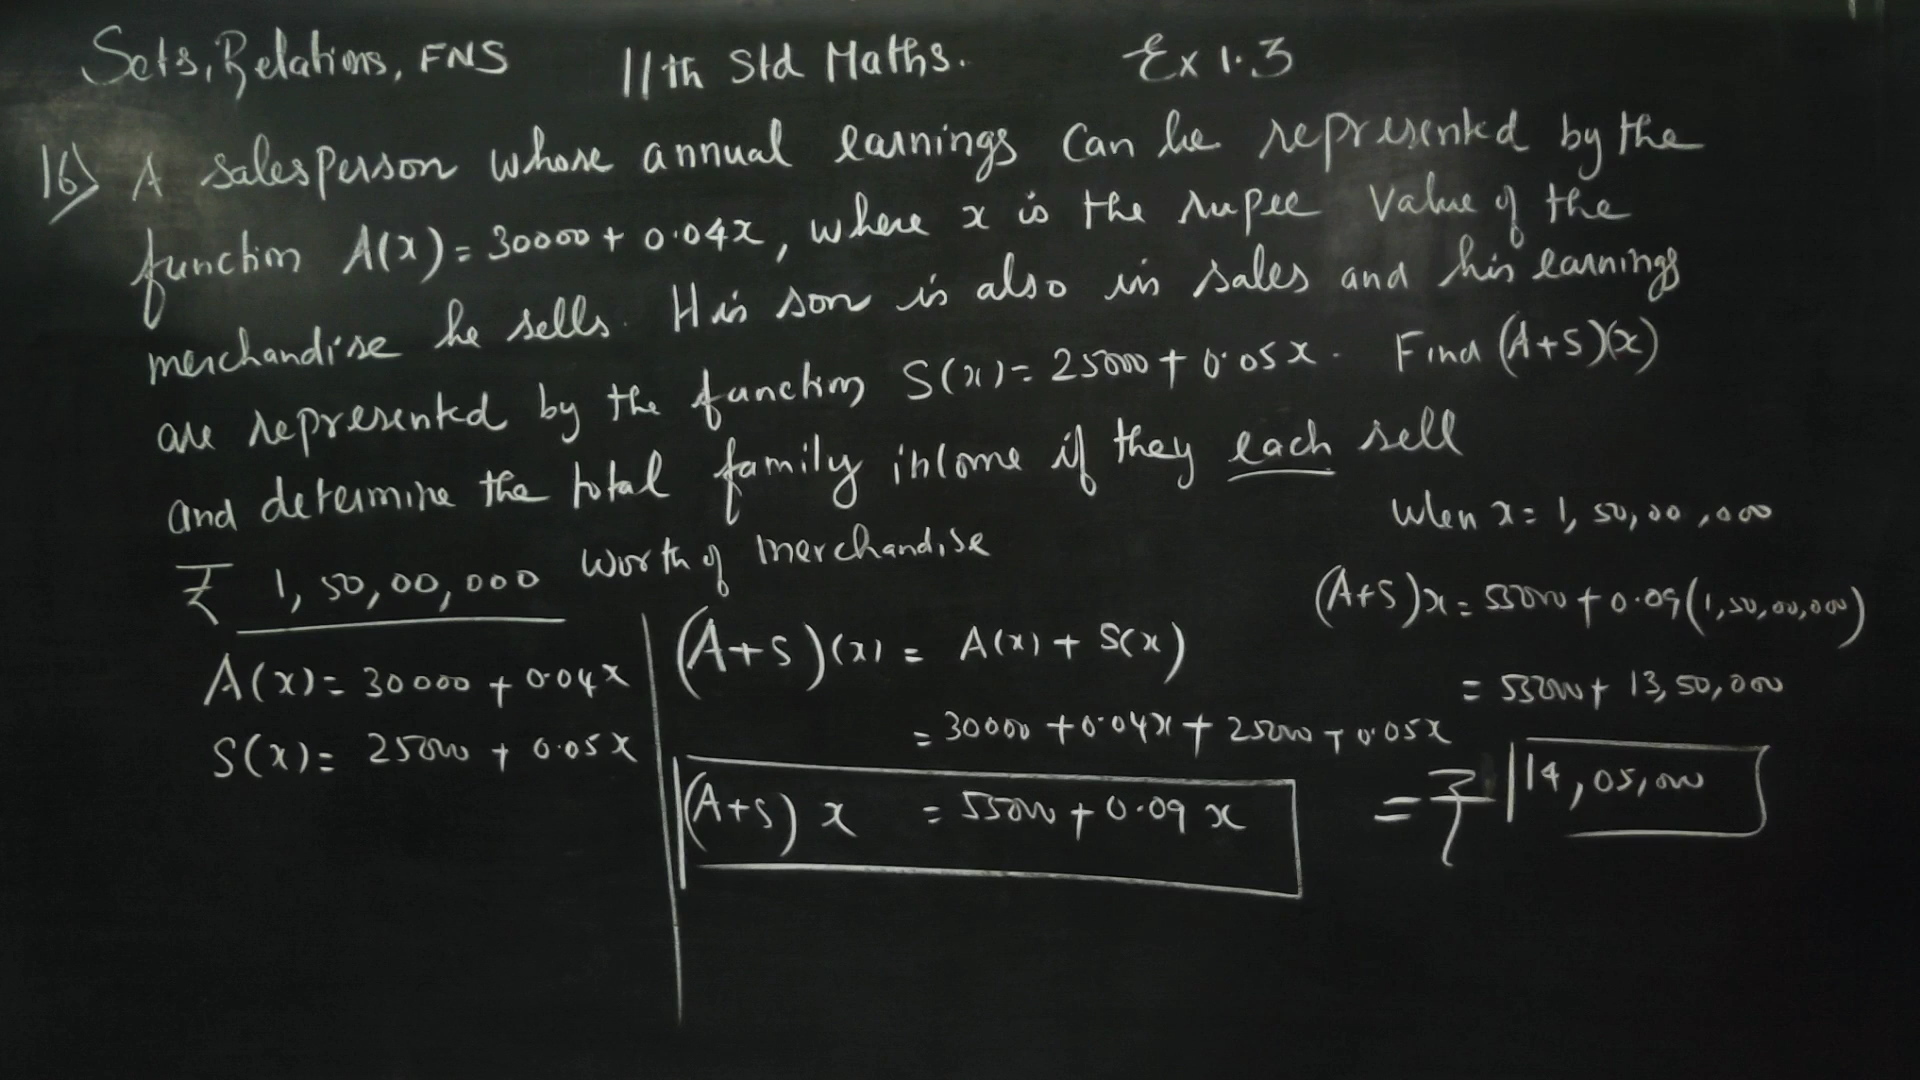 Sets, Relations, FNS 11th Std Maths. Ex 1.3
16) A salesperson whose annual earnings can be represented by the
function A(x) = 30000 + 0.04x, where x is the rupee value of the
merchandise he sells. His son is also in sales and his earnings
are represented by the function S(x) = 25000 + 0.05x. Find (A+S)(x)
and determine the total family income if they each sell
₹ 1,50,00,000 worth of merchandise
A(x) = 30000 + 0.04x
S(x) = 25000 + 0.05x
(A+S)(x) = A(x) + S(x)
= 30000 + 0.04x + 25000 + 0.05x
(A+S) x = 55000 + 0.09 x
When x = 1,50,00,000
(A+S)x = 55000 + 0.09(1,50,00,000)
= 55000 + 13,50,000
= ₹ 14,05,000